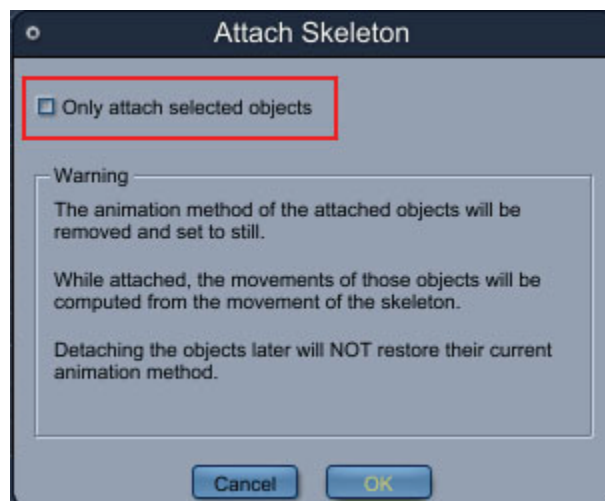 Attach Skeleton
Only attach selected objects
Warning
The animation method of the attached objects will be
removed and set to still.
While attached, the movements of those objects will be
computed from the movement of the skeleton.
Detaching the objects later will NOT restore their current
animation method.
Cancel
OK